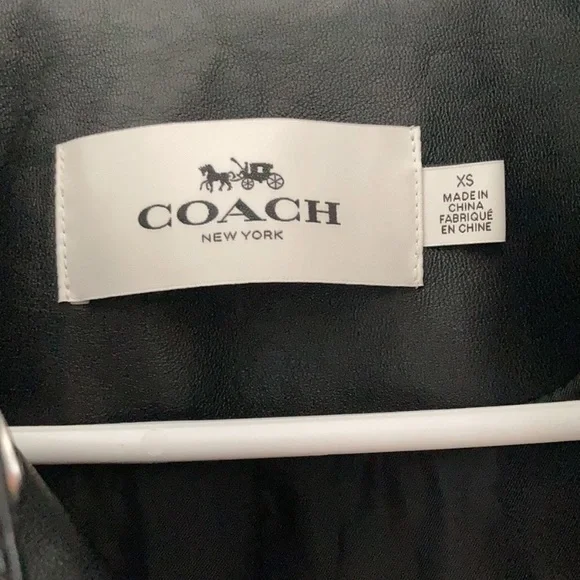 COACH
NEW YORK
XS
MADE IN
CHINA
FABRIQUÉ
EN CHINE